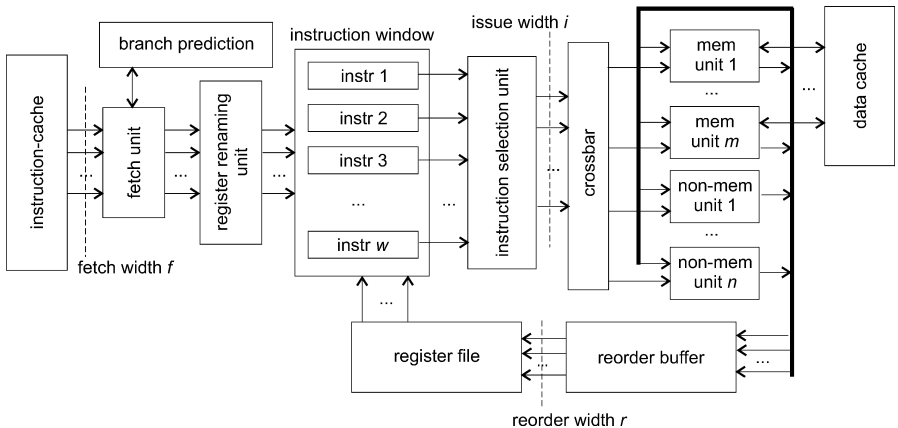 branch prediction
instruction window
issue width i
instruction-cache
fetch unit
register renaming
unit
instr 1
instr 2
instr 3
...
instr w
instruction selection unit
crossbar
mem
unit 1
...
mem
unit m
non-mem
unit 1
...
non-mem
unit n
...
data cache
...
...
...
...
...
fetch width f
...
register file
...
reorder buffer
...
reorder width r